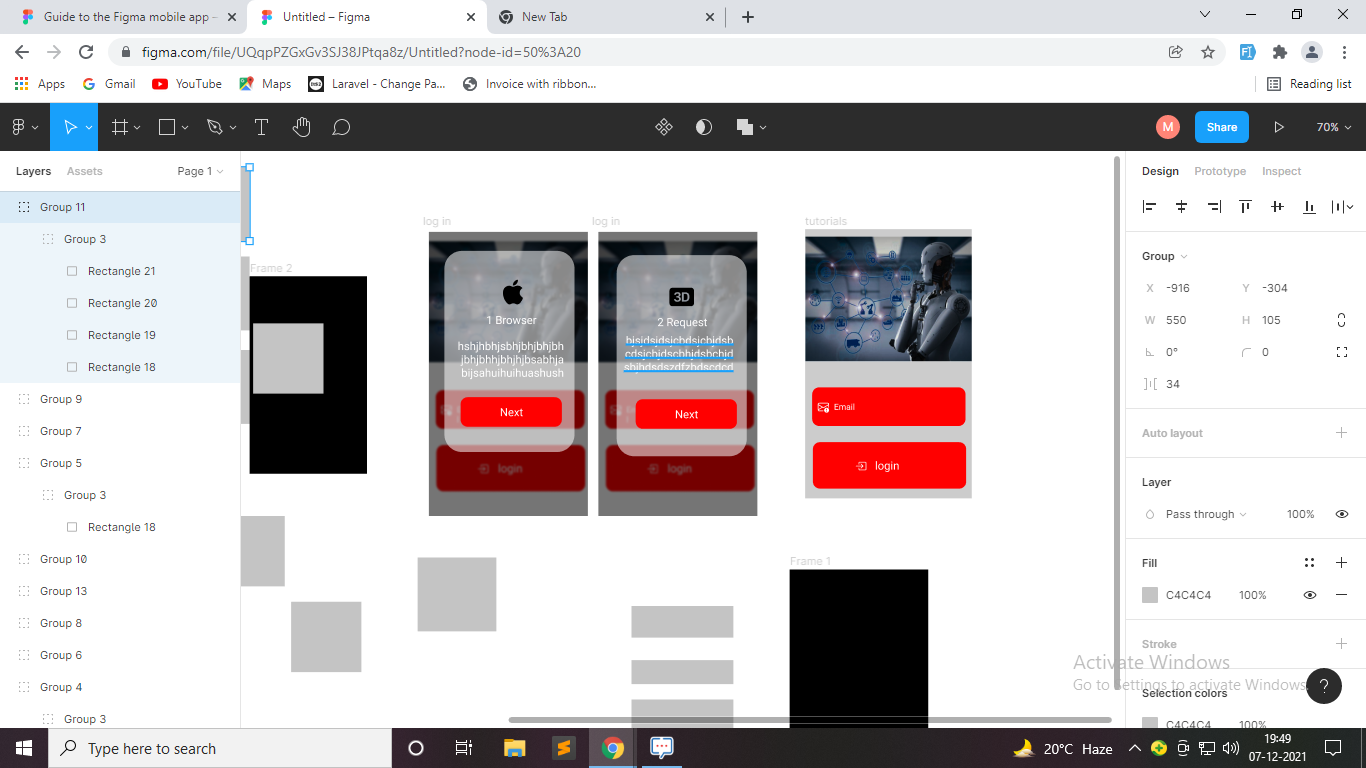 Guide to the Figma mobile app –
Untitled – Figma
New Tab
figma.com/file/UQqpPZGxGv3SJ38JPtqa8z/Untitled?node-id=50%3A20
Apps
Gmail
YouTube
Maps
Laravel - Change Pa...
Invoice with ribbon...
Reading list
M
Share
70%
Layers
Assets
Page 1
Group 11
Group 3
Rectangle 21
Rectangle 20
Rectangle 19
Rectangle 18
Group 9
Group 7
Group 5
Group 3
Rectangle 18
Group 10
Group 13
Group 8
Group 6
Group 4
Group 3
Frame 2
log in
1 Browser
hshjhbhjsbhjbhjbhjbh
jbhjbhhjbhjhjbsabhja
bijsahuihuihuashush
Next
login
log in
3D
2 Request
Next
login
tutorials
Email
login
Frame 1
Design
Prototype
Inspect
Group
X -916
Y -304
W 550
H 105
0°
0
34
Auto layout
Layer
Pass through
100%
Fill
C4C4C4
100%
Stroke
Activate Windows
Go to Settings to activate Windows.
Selection colors
C4C4C4
100%
?
Type here to search
20°C Haze
19:49
07-12-2021